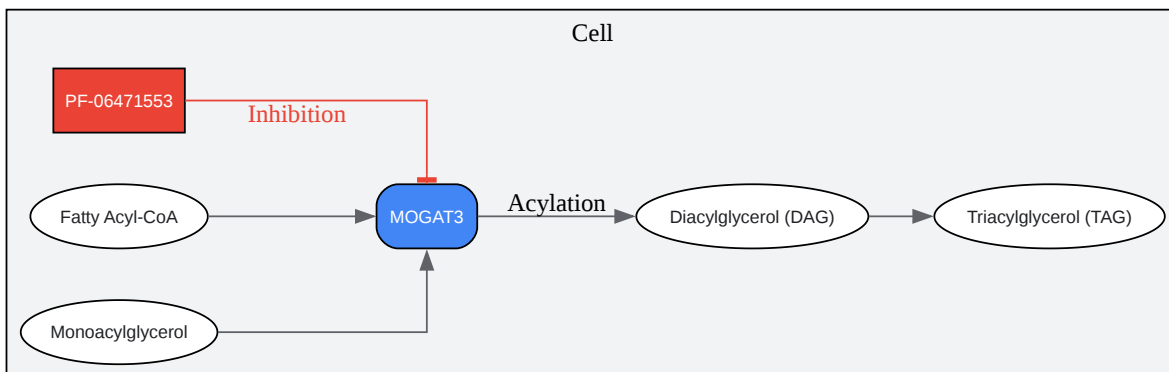 Cell
PF-06471553
Inhibition
Fatty Acyl-CoA
MOGAT3
Acylation
Diacylglycerol (DAG)
Triacylglycerol (TAG)
Monoacylglycerol